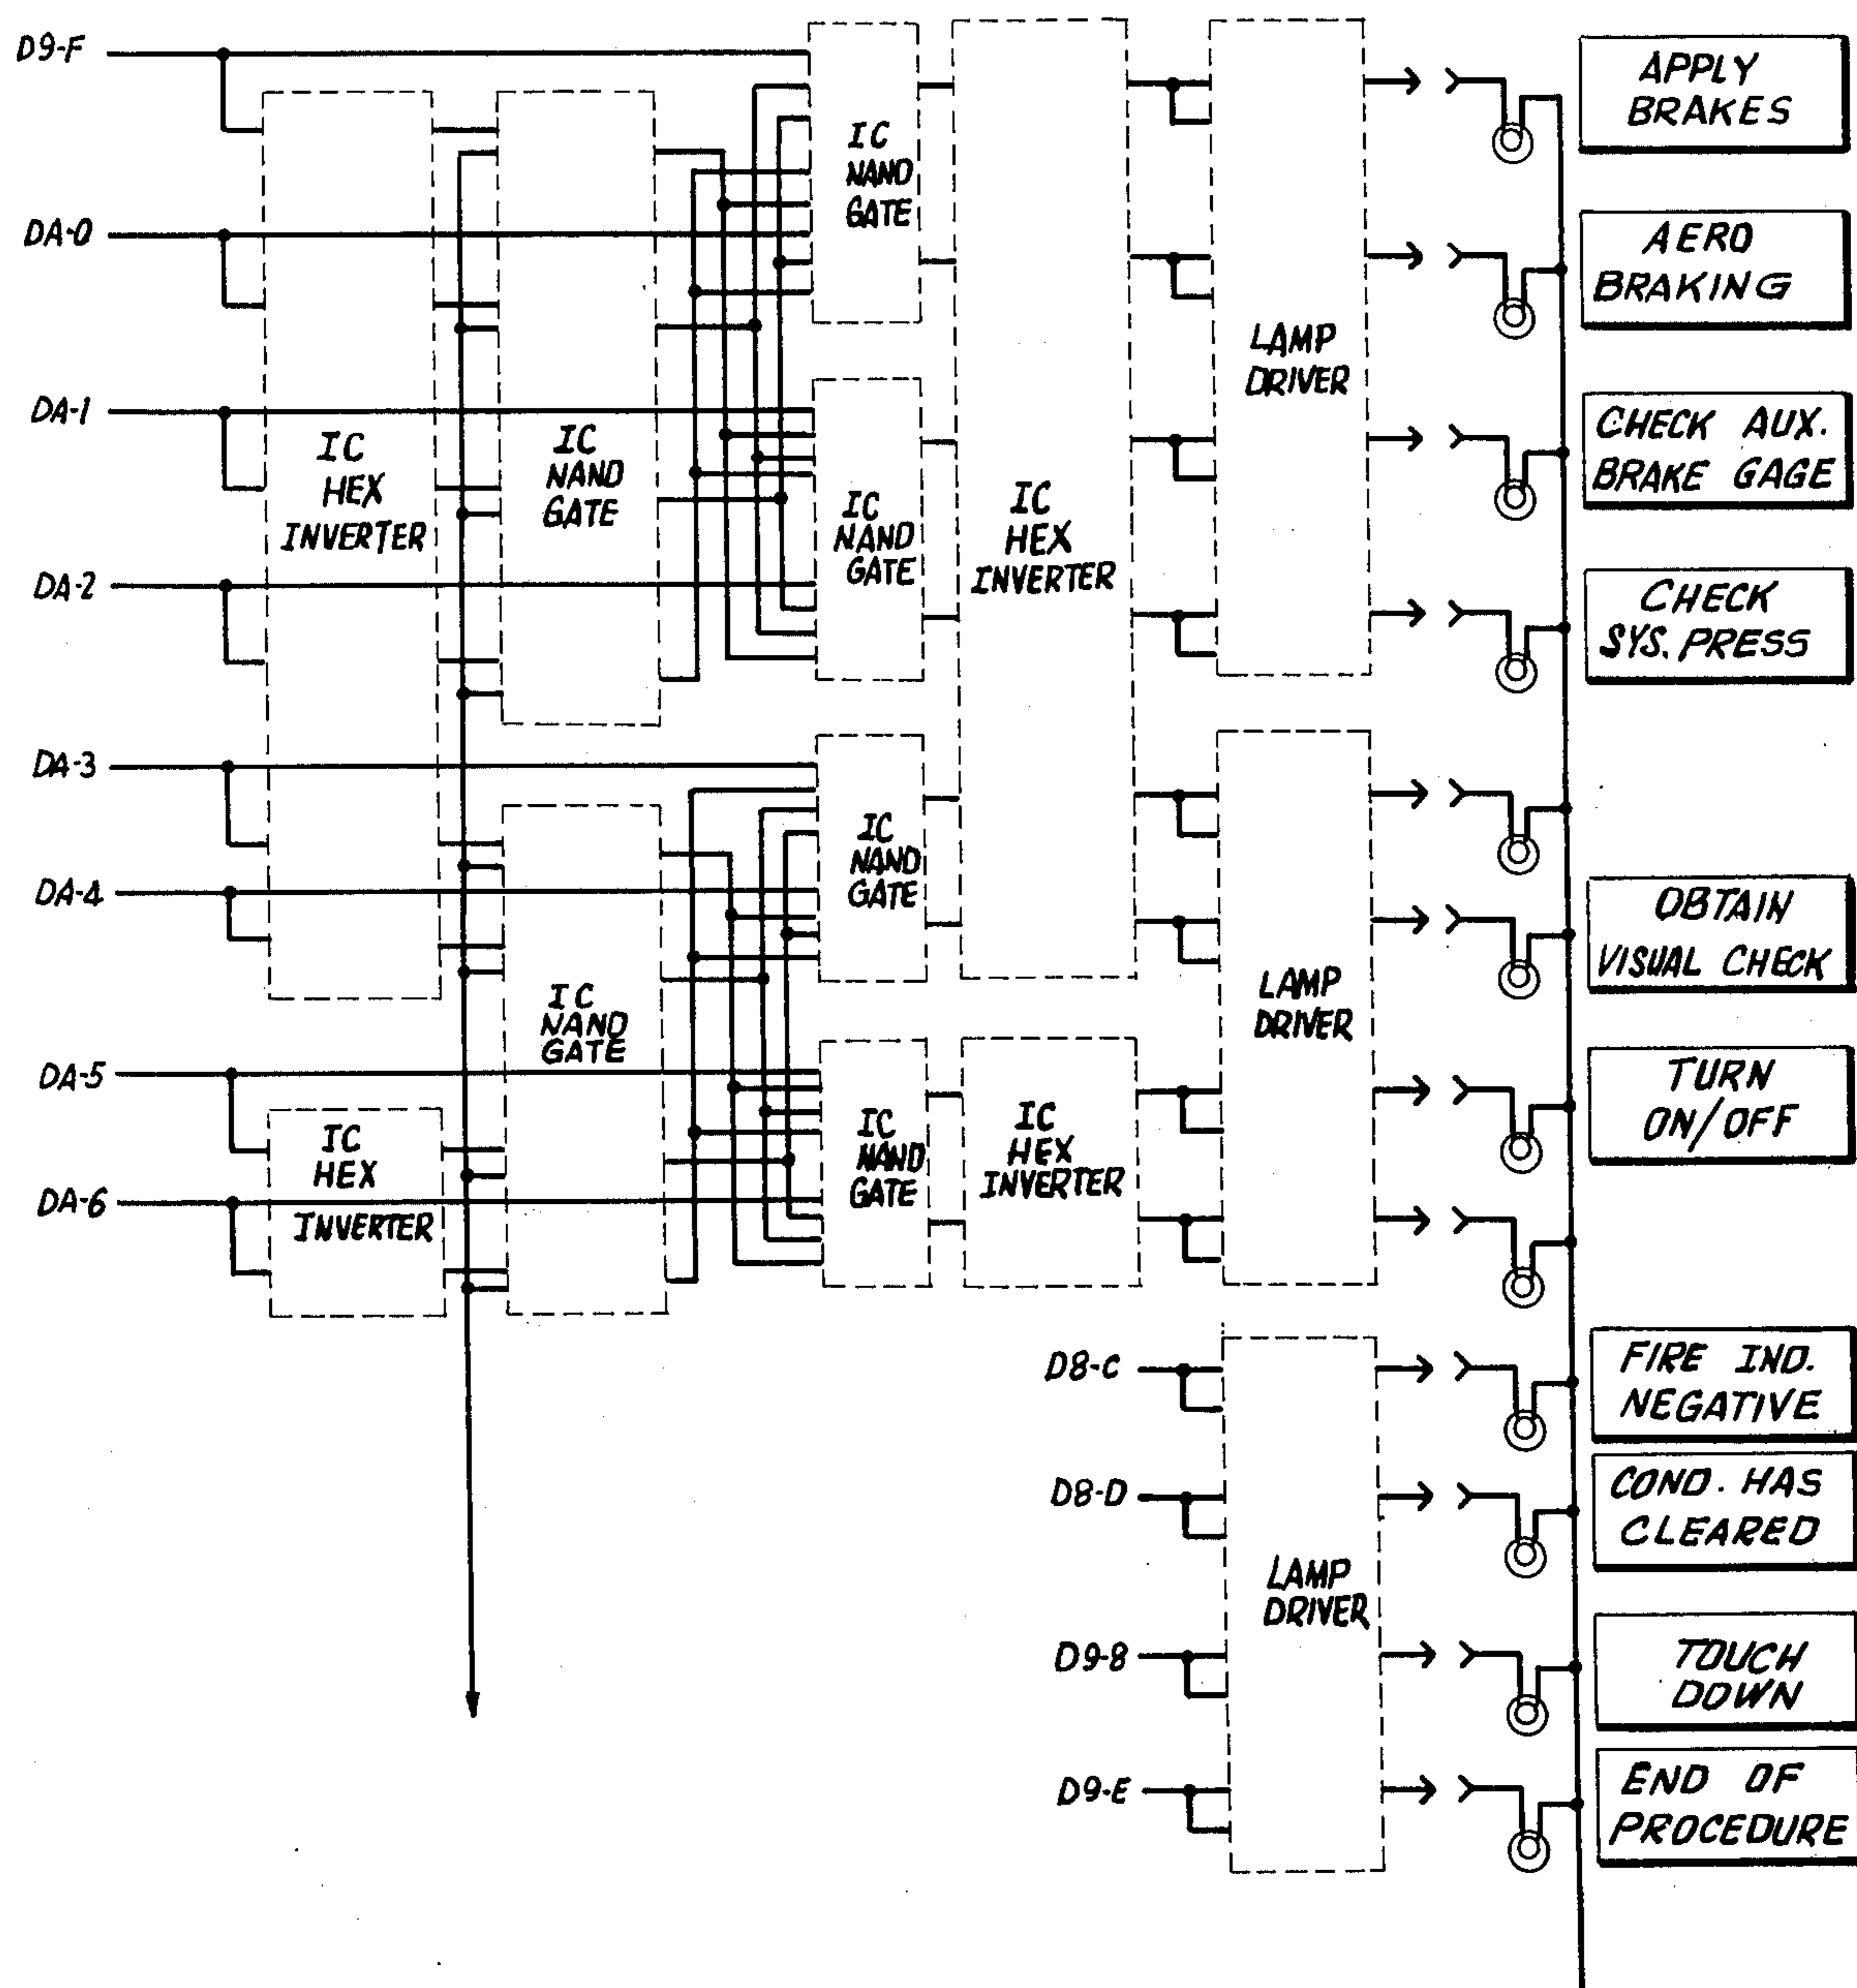 D9-F
DA-0
DA-1
DA-2
DA-3
DA-4
DA-5
DA-6
IC
HEX
INVERTER
IC
HEX
INVERTER
IC
NAND
GATE
IC
NAND
GATE
IC
NAND
GATE
IC
NAND
GATE
IC
NAND
GATE
IC
NAND
GATE
IC
HEX
INVERTER
IC
HEX
INVERTER
D8-C
D8-D
D9-8
D9-E
LAMP
DRIVER
LAMP
DRIVER
LAMP
DRIVER
APPLY
BRAKES
AERO
BRAKING
CHECK AUX.
BRAKE GAGE
CHECK
SYS. PRESS
OBTAIN
VISUAL CHECK
TURN
ON/OFF
FIRE IND.
NEGATIVE
COND. HAS
CLEARED
TOUCH
DOWN
END OF
PROCEDURE